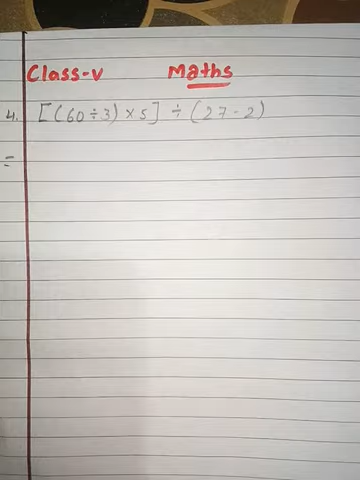 Class-V Maths
4. [(60÷3) × 5] ÷ (27-2)
=